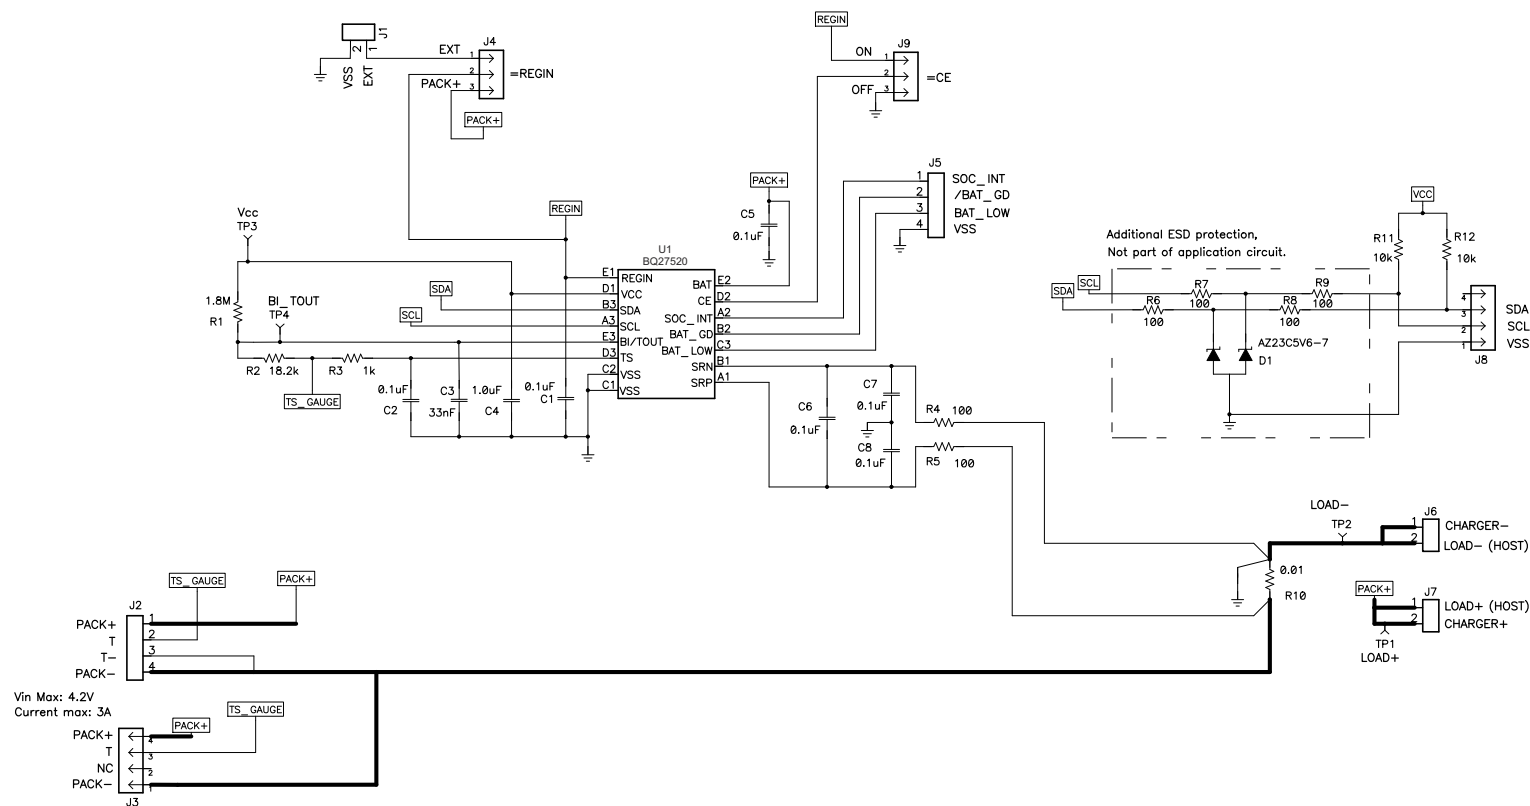 REGIN
J1
J4
J9
2
1
EXT
1
2
3
PACK+
VSS
EXT
=REGIN
ON
1
2
3
OFF
=CE
PACK+
J5
PACK+
1
2
3
4
SOC_INT
/BAT_GD
BAT_LOW
VSS
VCC
Vcc
TP3
REGIN
C5
0.1uF
Additional ESD protection,
Not part of application circuit.
R11
10k
R12
10k
U1
BQ27520
E1
REGIN
D1
VCC
B3
SDA
A3
SCL
E3
BI/TOUT
D3
TS
C2
VSS
C1
VSS
BAT
E2
CE
D2
SOC_INT
A2
BAT_GD
B2
BAT_LOW
C3
SRN
B1
SRP
A1
SDA
SCL
1.8M
R1
BI_TOUT
TP4
R2
18.2k
R3
1k
TS_GAUGE
0.1uF
C2
C3
33nF
1.0uF
C4
0.1uF
C1
SCL
SDA
R7
100
R9
100
R6
100
R8
100
AZ23C5V6-7
D1
4
3
2
1
SDA
SCL
VSS
J8
C6
0.1uF
C7
0.1uF
C8
0.1uF
R4
100
R5
100
LOAD-
TP2
J6
1
2
CHARGER-
LOAD- (HOST)
0.01
R10
PACK+
J7
1
2
LOAD+ (HOST)
CHARGER+
TP1
LOAD+
TS_GAUGE
PACK+
J2
PACK+
1
T
2
T-
3
PACK-
4
Vin Max: 4.2V
Current max: 3A
PACK+
TS_GAUGE
PACK+
4
T
3
NC
2
PACK-
1
J3